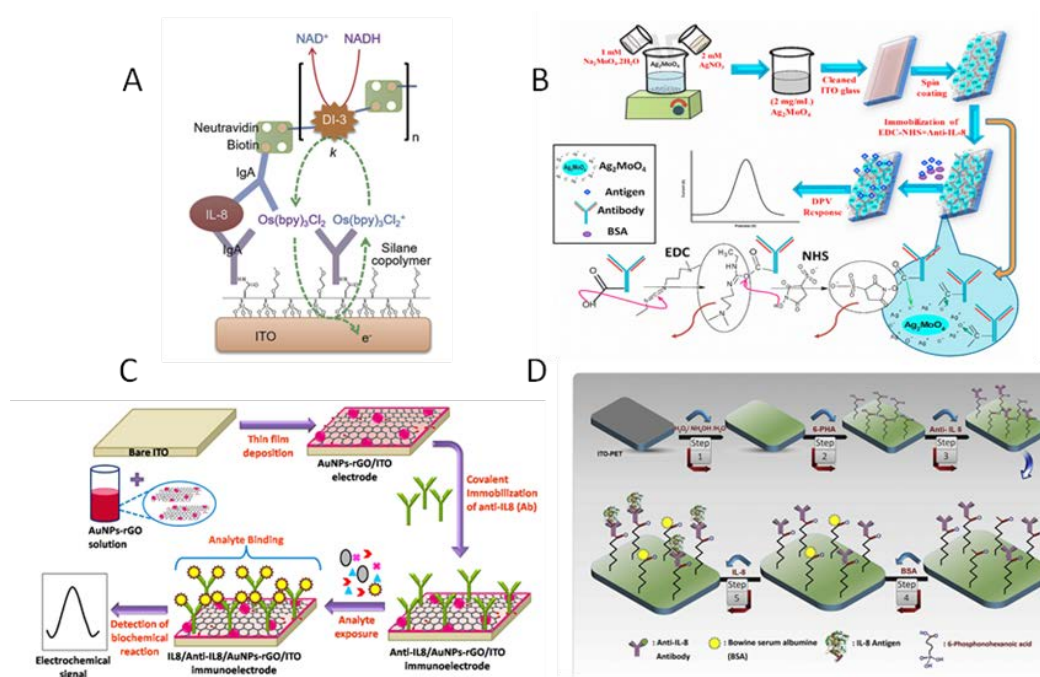 A
NAD+ NADH
DI-3
n
k
Neutravidin
Biotin
IgA
IL-8
Os(bpy)3Cl2 Os(bpy)3Cl2+
IgA
Silane
copolymer
ITO
e-
B
1 mM
Na2MoO4.2H2O
Ag2MoO4
2 mM
AgNO3
(2 mg/mL)
Ag2MoO4
Cleaned
ITO glass
Spin
coating
Immobilization of
EDC-NHS+Anti-IL-8
Ag2MoO4
Ag2MoO4
Antigen
Antibody
BSA
DPV
Response
EDC
NHS
Ag2MoO4
C
Bare ITO
Thin film
deposition
AuNPs-rGO/ITO
electrode
AuNPs-rGO
solution
Covalent
Immobilization
of anti-IL8 (Ab)
Analyte Binding
Analyte
exposure
Detection of
biochemical
reaction
Electrochemical
signal
IL8/Anti-IL8/AuNPs-rGO/ITO
immunoelectrode
Anti-IL8/AuNPs-rGO/ITO
immunoelectrode
D
ITO-PET
H2O2/ NH4OH /H2O
Step
1
6-PHA
Step
2
Anti- IL 8
Step
3
IL-8
Step
5
BSA
Step
4
: Anti-IL-8
Antibody
: Bowine serum albumine
(BSA)
: IL-8 Antigen
: 6-Phosphonohexanoic acid